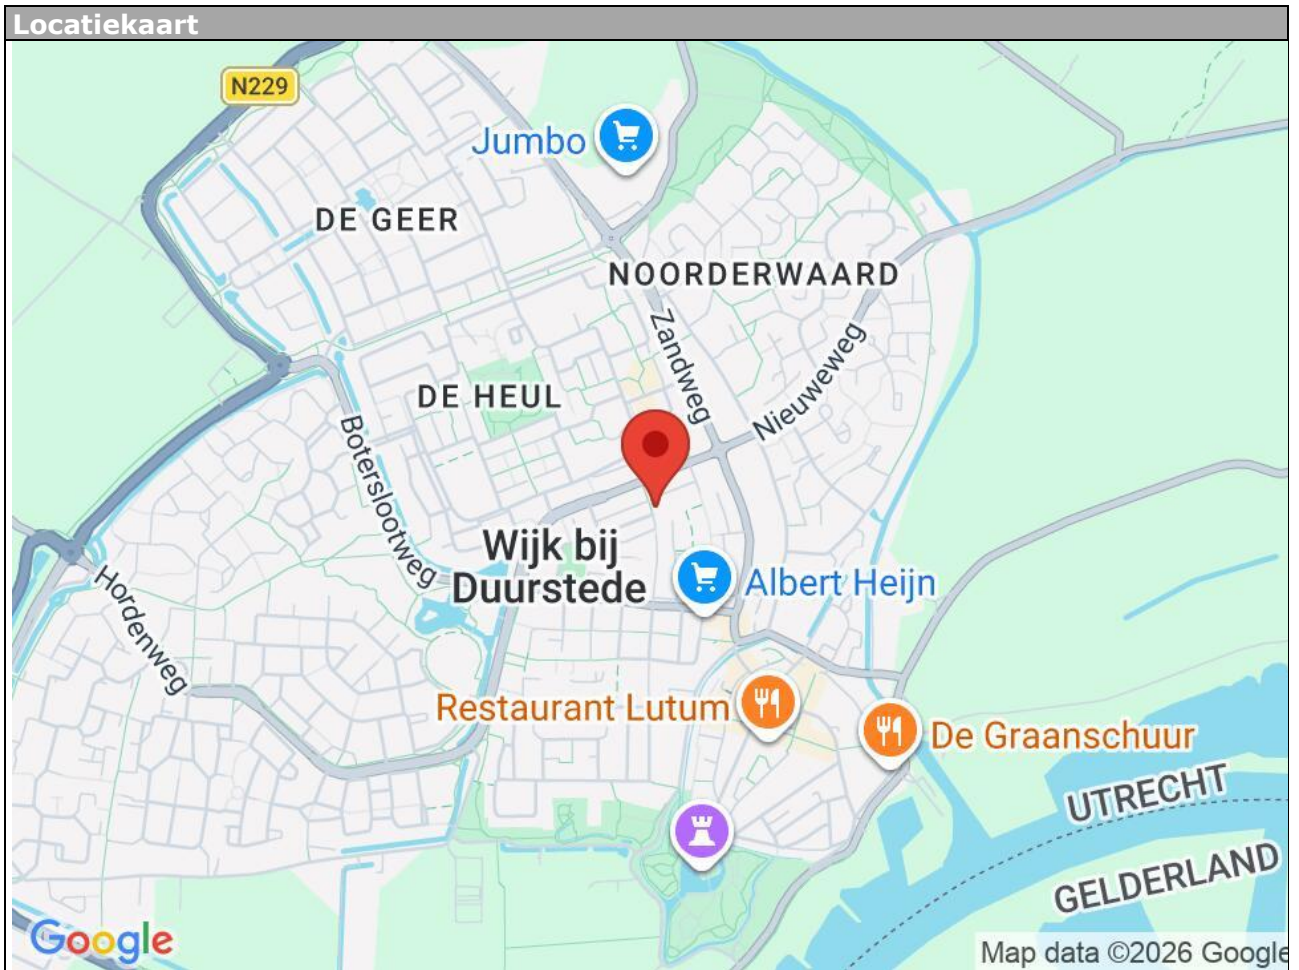 Locatiekaart
N229
Jumbo
DE GEER
NOORDERWAARD
Zandweg
Nieuweweg
DE HEUL
Boterslootweg
Wijk bij
Duurstede
Albert Heijn
Hordenweg
Restaurant Lutum
De Graanschuur
UTRECHT
GELDERLAND
Google
Map data ©2026 Google